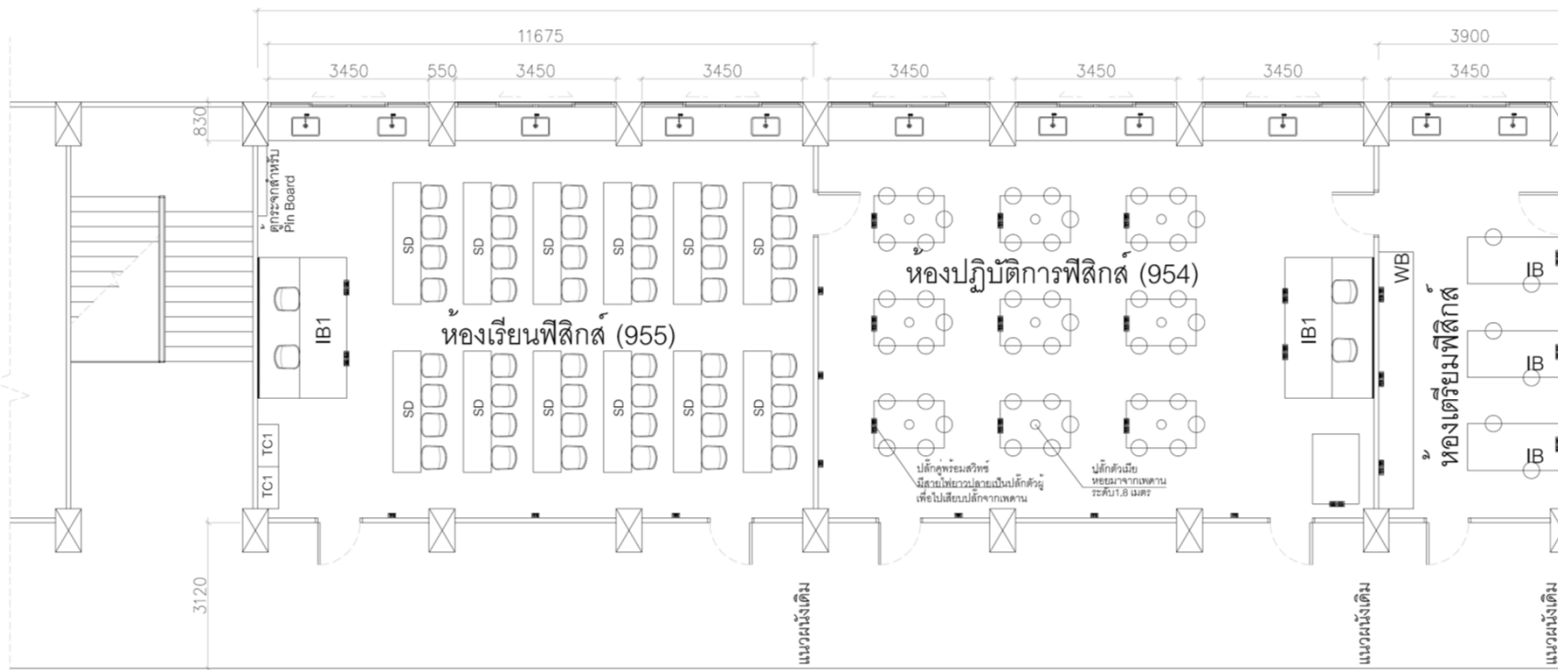 11675
3900
3450
550
3450
3450
3450
3450
3450
3450
830
ตู้กระจกสำหรับ
Pin Board
SD
SD
SD
SD
SD
SD
ห้องปฏิบัติการฟิสิกส์ (954)
WB
IB
IB1
ห้องเรียนฟิสิกส์ (955)
IB1
ห้องเตรียมฟิสิกส์
IB
SD
SD
SD
SD
SD
SD
TC1
TC1
IB
ปลั๊กคู่พร้อมสวิทซ์
มีสายไฟยาวปลายเป็นปลั๊กตัวผู้
เพื่อไปเสียบปลั๊กจากเพดาน
ปลั๊กตัวเมีย
หอยมาจากเพดาน
ระดับ1.8 เมตร
3120
แนวผนังเดิม
แนวผนังเดิม
แนวผนังเดิม